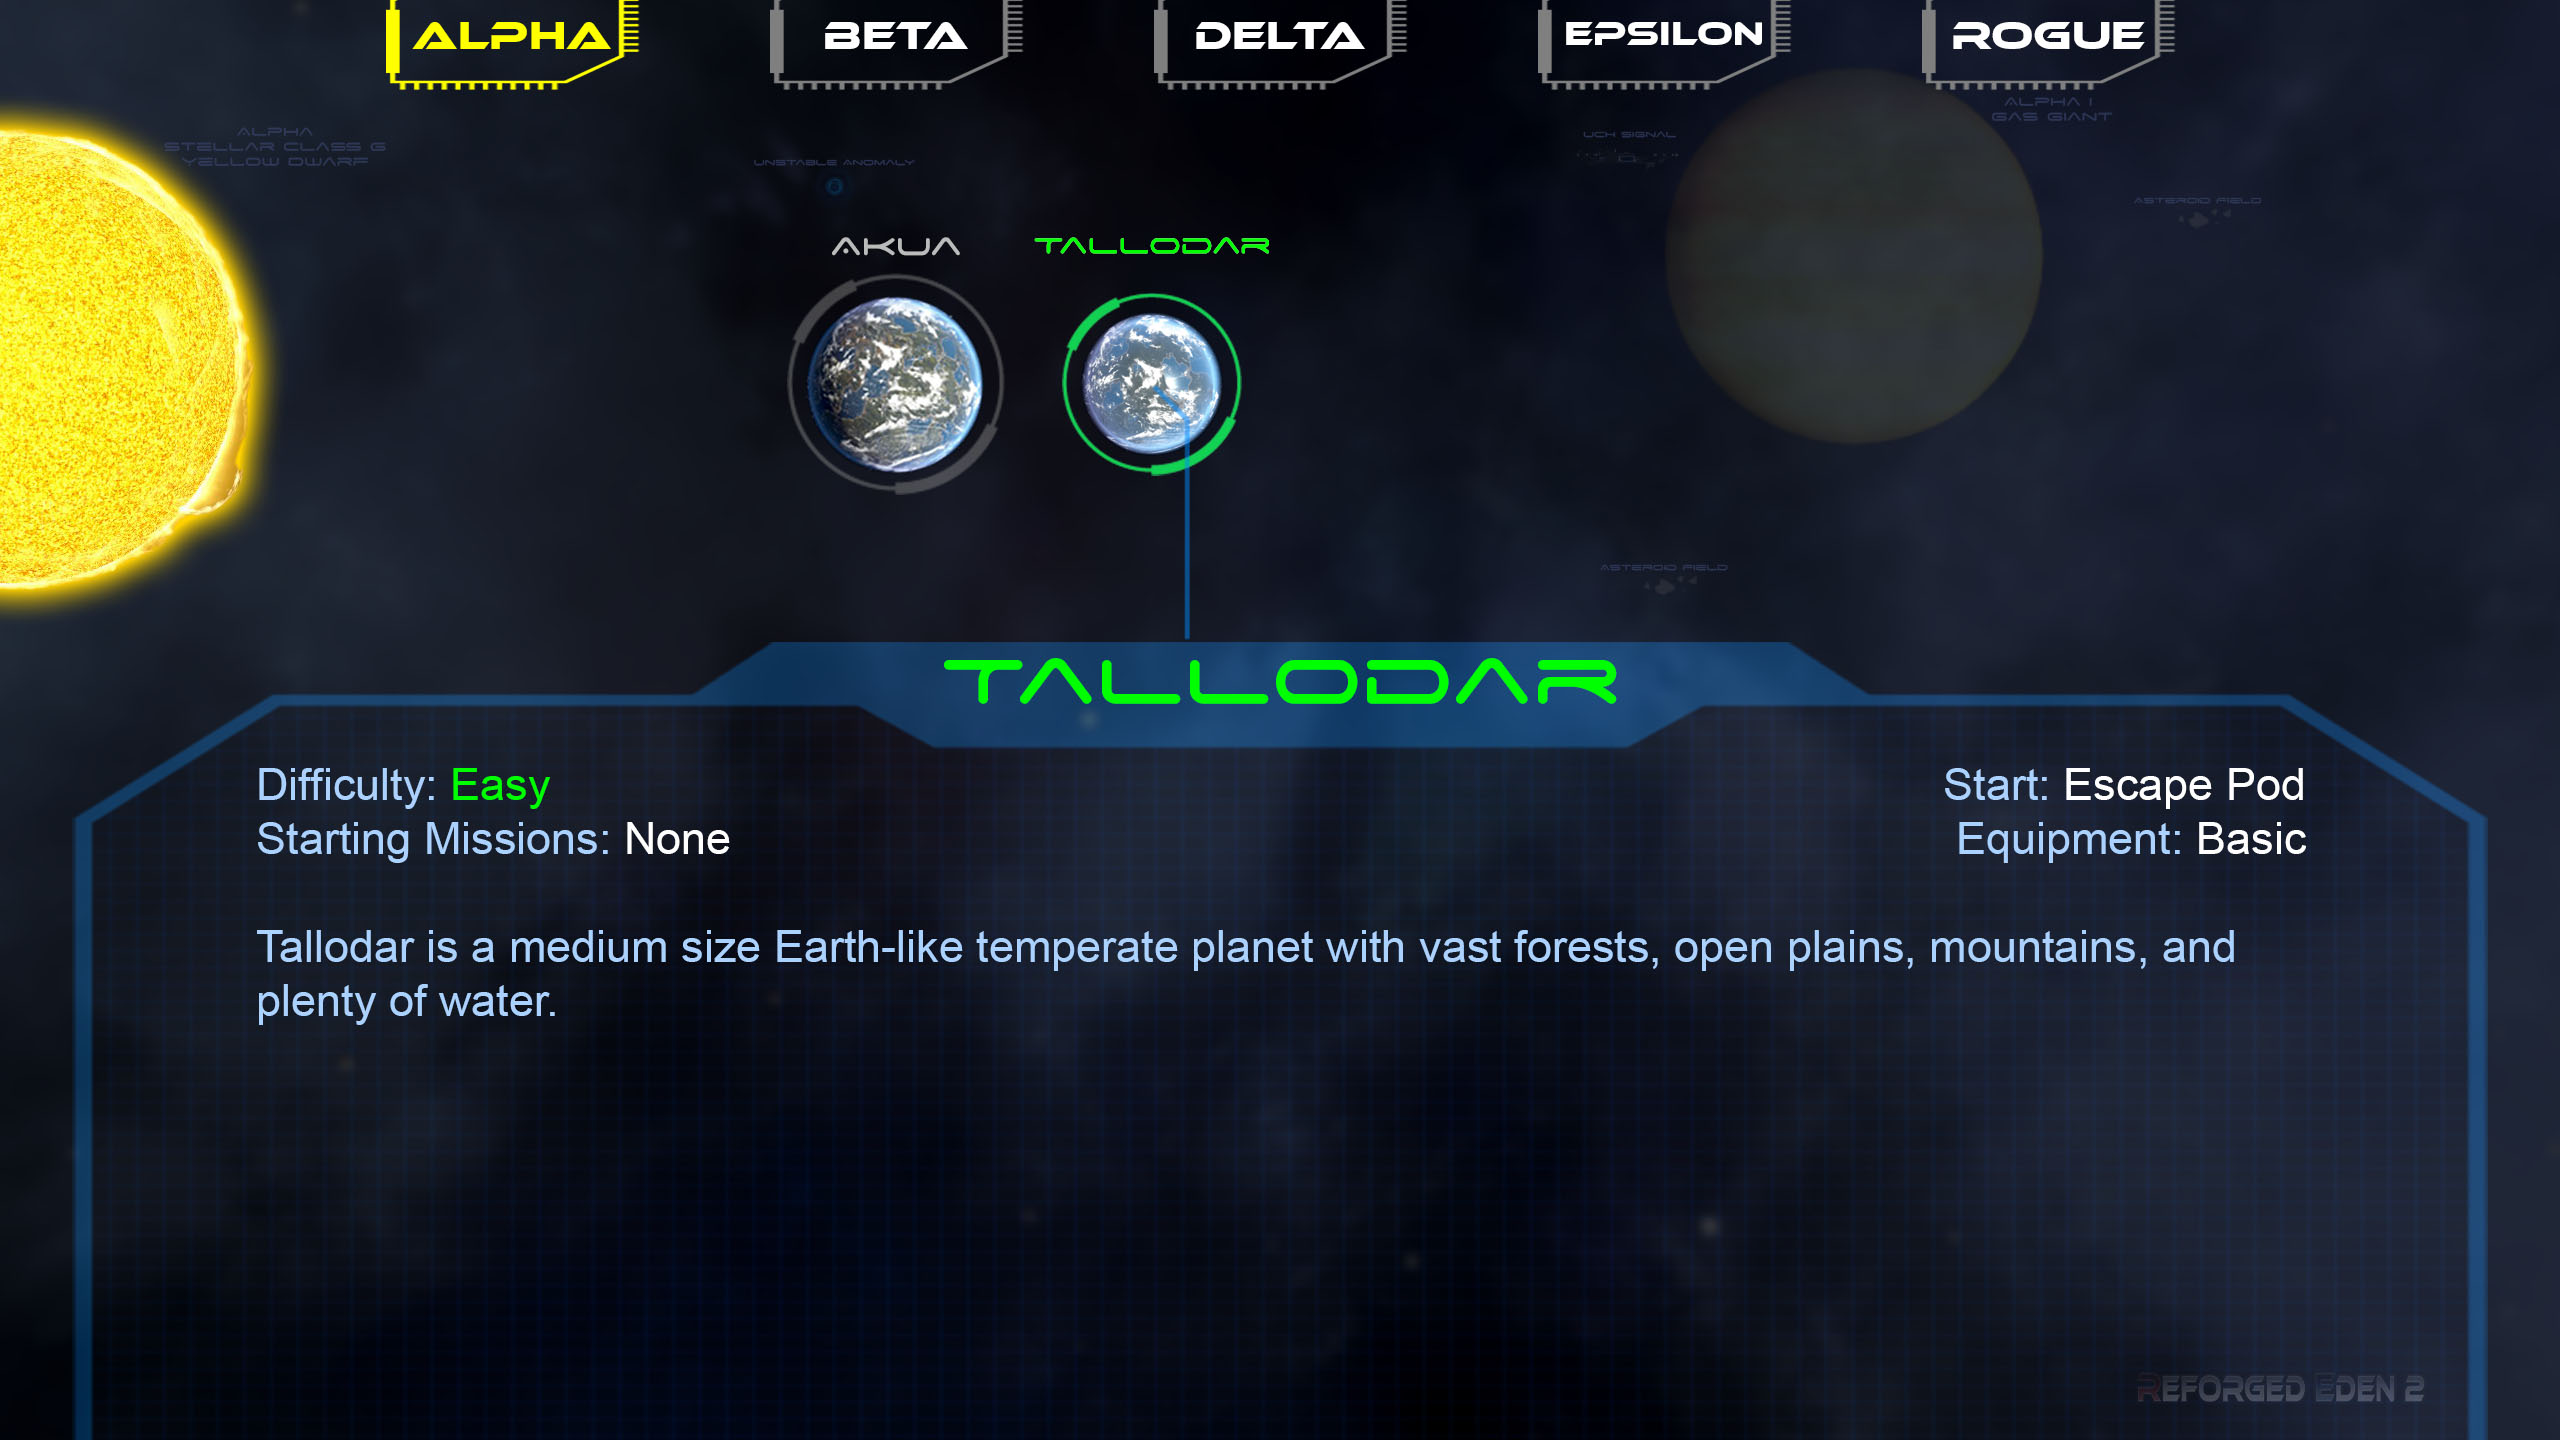 ALPHA
BETA
DELTA
EPSILON
ROGUE
ALPHA
STELLAR CLASS G
YELLOW DWARF
UNSTABLE ANOMALY
UCH SIGNAL
ALPHA I
GAS GIANT
ASTEROID FIELD
AKUA
TALLODAR
ASTEROID FIELD
TALLODAR
Difficulty: Easy
Starting Missions: None
Start: Escape Pod
Equipment: Basic
Tallodar is a medium size Earth-like temperate planet with vast forests, open plains, mountains, and
plenty of water.
REFORGED EDEN 2